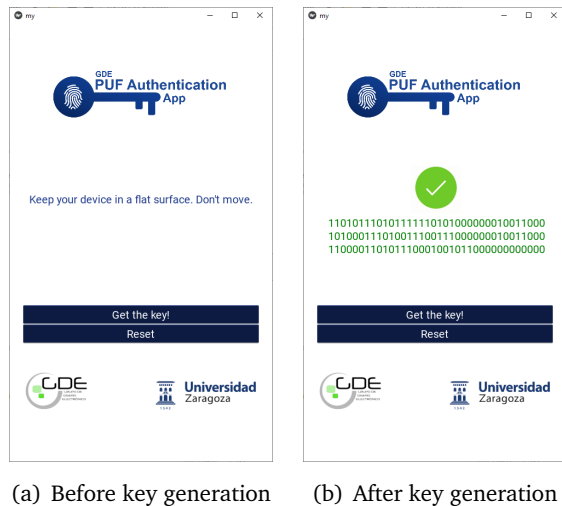 my
GDE
PUF Authentication
App
Keep your device in a flat surface. Don't move.
Get the key!
Reset
GDE
Universidad
Zaragoza
1542
(a) Before key generation
my
GDE
PUF Authentication
App
110101110101111110101000000010011000
101000111010011100111000000010011000
110000110101110001001011000000000000
Get the key!
Reset
GDE
Universidad
Zaragoza
1542
(b) After key generation